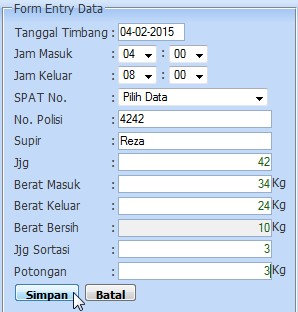 Form Entry Data
Tanggal Timbang : 04-02-2015
Jam Masuk : 04 : 00
Jam Keluar : 08 : 00
SPAT No. : Pilih Data
No. Polisi : 4242
Supir : Reza
Jjg : 42
Berat Masuk : 34 Kg
Berat Keluar : 24 Kg
Berat Bersih : 10 Kg
Jjg Sortasi : 3
Potongan : 3 Kg
Simpan Batal